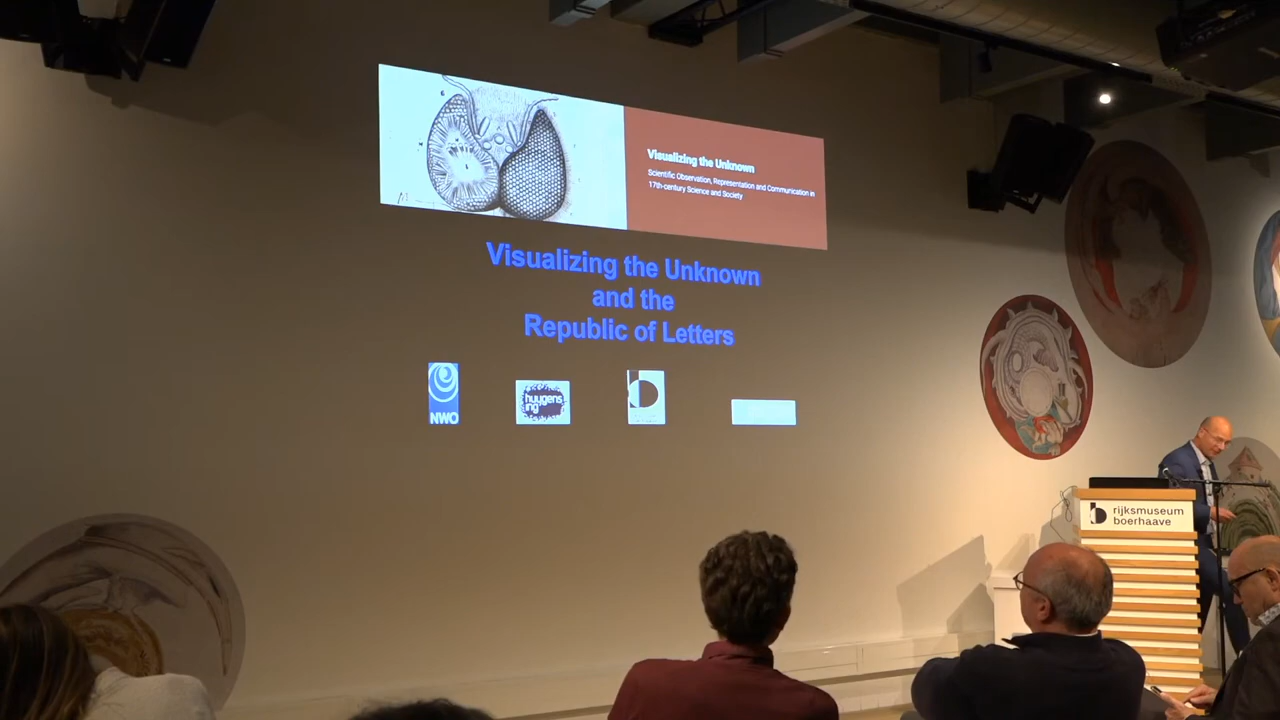 Visualizing the Unknown
Scientific Observation, Representation and Communication in
17th-century Science and Society
Visualizing the Unknown
and the
Republic of Letters
NWO
huygens
ing
rijksmuseum
boerhaave